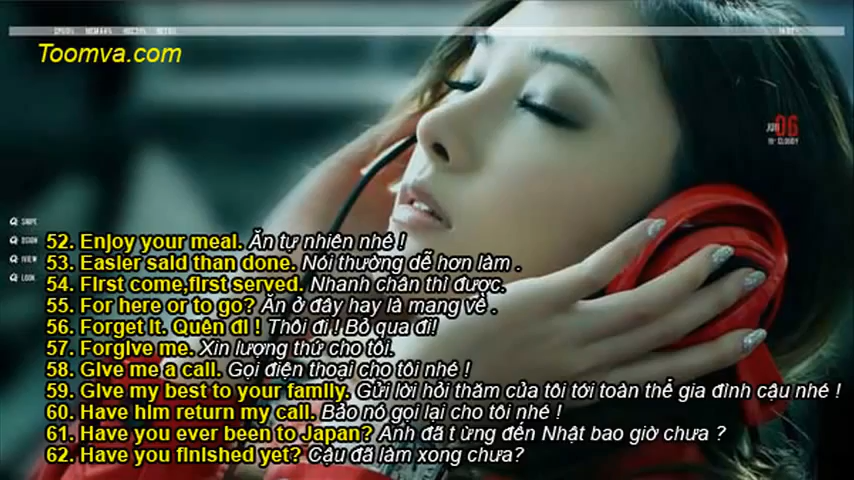 Toomva.com
JUN 06
CLOUDY
52. Enjoy your meal. Ăn tự nhiên nhé !
53. Easier said than done. Nói thường dễ hơn làm .
54. First come,first served. Nhanh chân thì được.
55. For here or to go? Ăn ở đây hay là mang về .
56. Forget it. Quên đi ! Thôi đi ! Bỏ qua đi!
57. Forgive me. Xin lượng thứ cho tôi.
58. Give me a call. Gọi điện thoại cho tôi nhé !
59. Give my best to your family. Gửi lời hỏi thăm của tôi tới toàn thể gia đình cậu nhé !
60. Have him return my call. Bảo nó gọi lại cho tôi nhé !
61. Have you ever been to Japan? Anh đã t ừng đến Nhật bao giờ chưa ?
62. Have you finished yet? Cậu đã làm xong chưa?